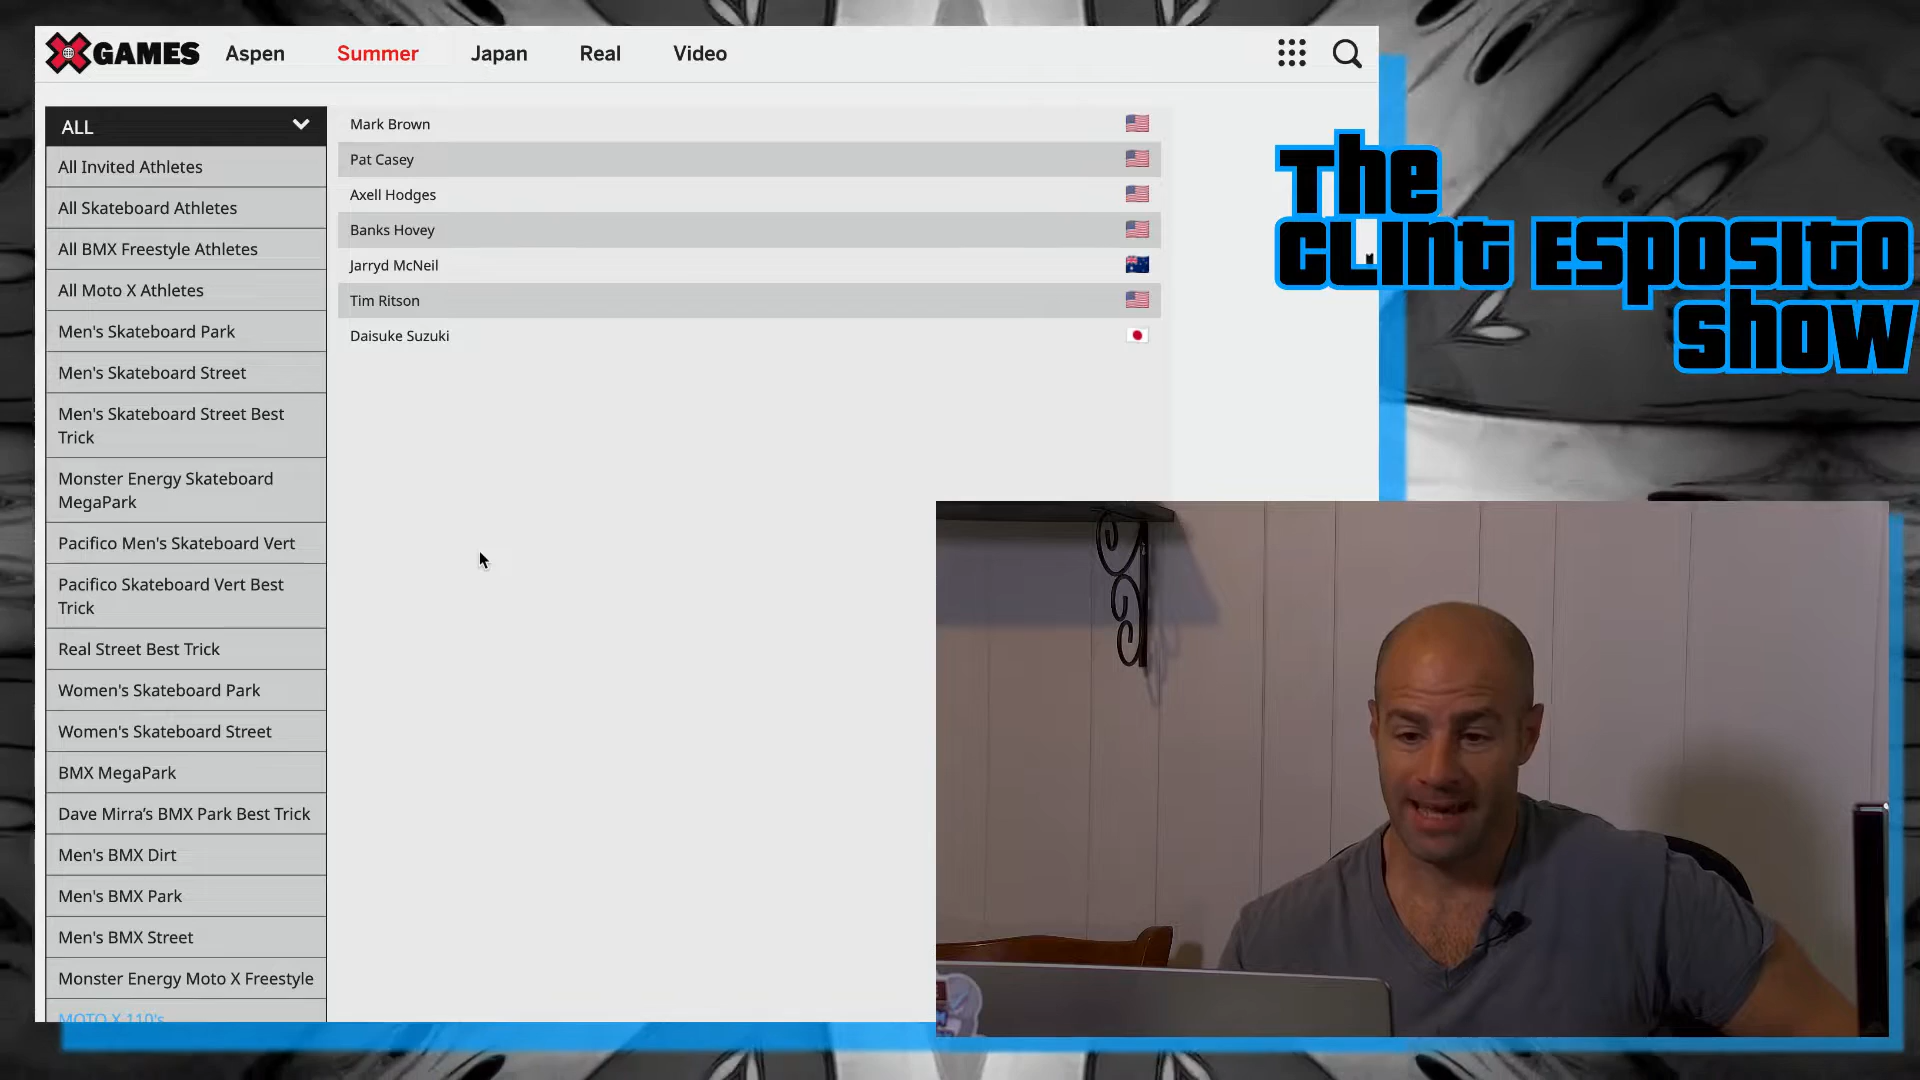 X GAMES Aspen Summer Japan Real Video
ALL
All Invited Athletes
All Skateboard Athletes
All BMX Freestyle Athletes
All Moto X Athletes
Men's Skateboard Park
Men's Skateboard Street
Men's Skateboard Street Best
Trick
Monster Energy Skateboard
MegaPark
Pacifico Men's Skateboard Vert
Pacifico Skateboard Vert Best
Trick
Real Street Best Trick
Women's Skateboard Park
Women's Skateboard Street
BMX MegaPark
Dave Mirra’s BMX Park Best Trick
Men's BMX Dirt
Men's BMX Park
Men's BMX Street
Monster Energy Moto X Freestyle
MOTO X 110's
Mark Brown
Pat Casey
Axell Hodges
Banks Hovey
Jarryd McNeil
Tim Ritson
Daisuke Suzuki
The
CLint Esposito
show